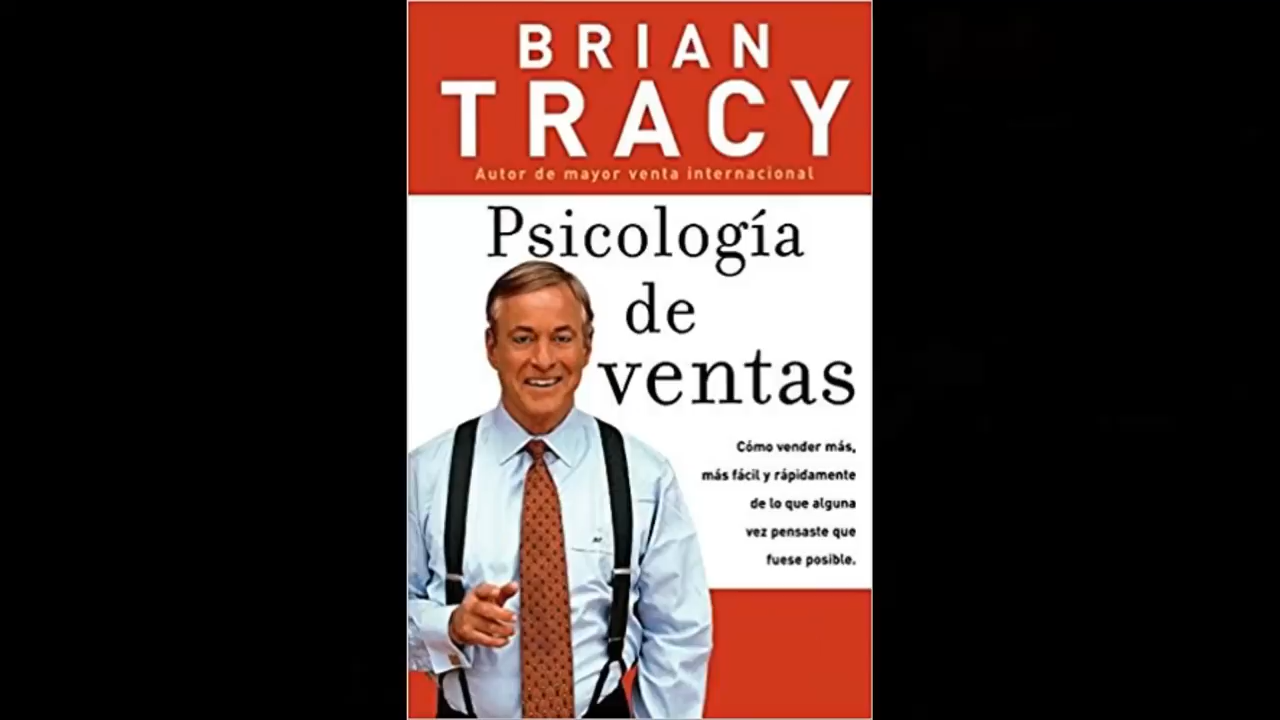 BRIAN
TRACY
Autor de mayor venta internacional
Psicología
de
ventas
Cómo vender más,
más fácil y rápidamente
de lo que alguna
vez pensaste que
fuese posible.